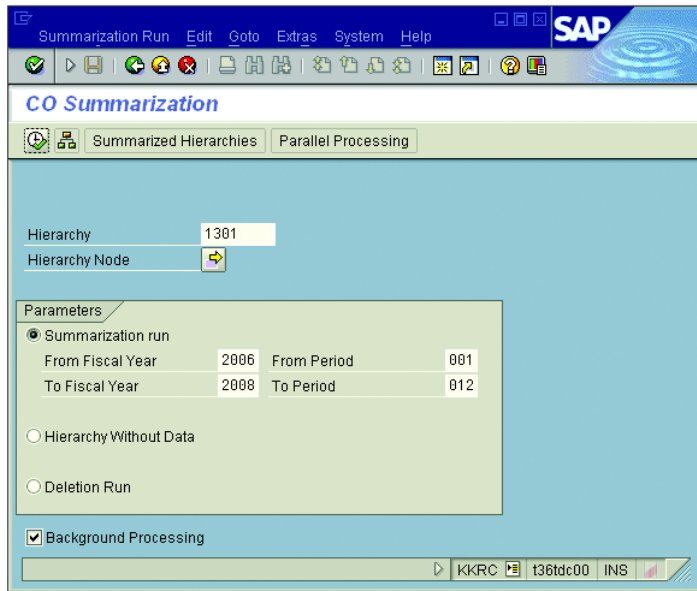 Summarization Run Edit Goto Extras System Help
SAP
CO Summarization
Summarized Hierarchies Parallel Processing
Hierarchy 1301
Hierarchy Node
Parameters
Summarization run
From Fiscal Year 2006 From Period 001
To Fiscal Year 2008 To Period 012
Hierarchy Without Data
Deletion Run
Background Processing
KKRC t36tdc00 INS